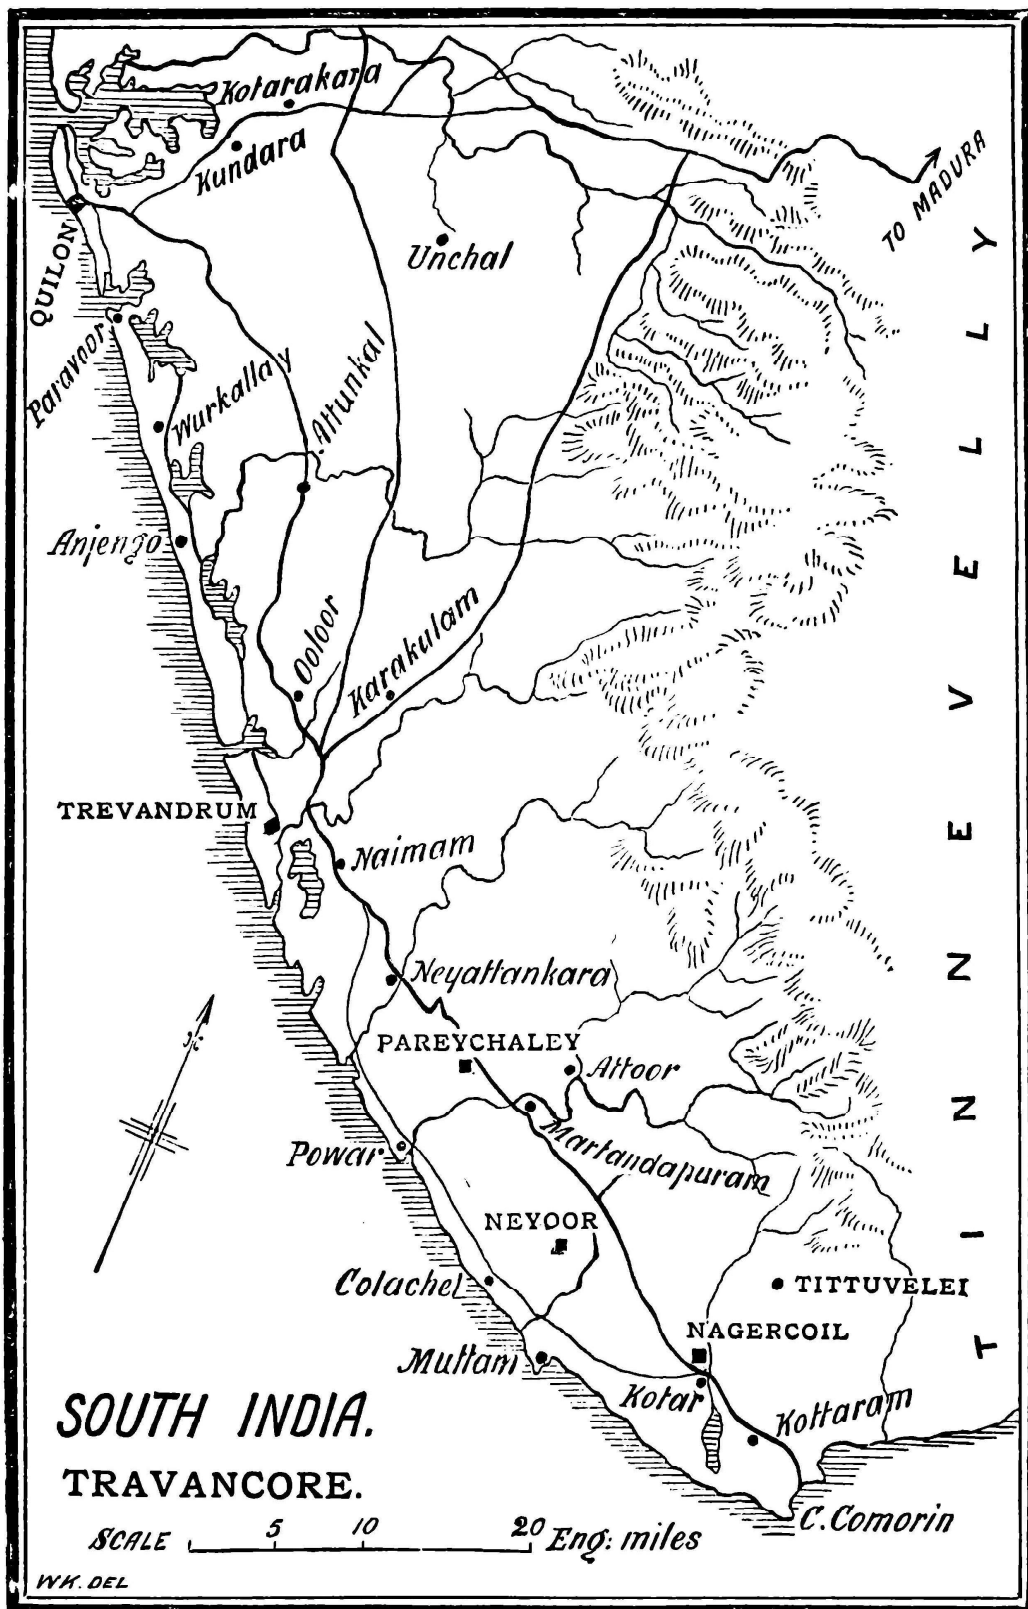 Kotarakara
Kundara
TO MADURA
QUILON
Unchal
Paravoor
Wurkallay
Attunkal
Anjengo
Ooloor
Karakulam
TREVANDRUM
Naimam
Neyattankara
PAREYCHALEY
Attoor
Martandapuram
Powar
NEYOOR
Colachel
TITTUVELEI
NAGERCOIL
Muttam
Kotar
Kottaram
C. Comorin
TINNEVELLY
SOUTH INDIA.
TRAVANCORE.
SCALE 5 10 20 Eng: miles
WK. DEL